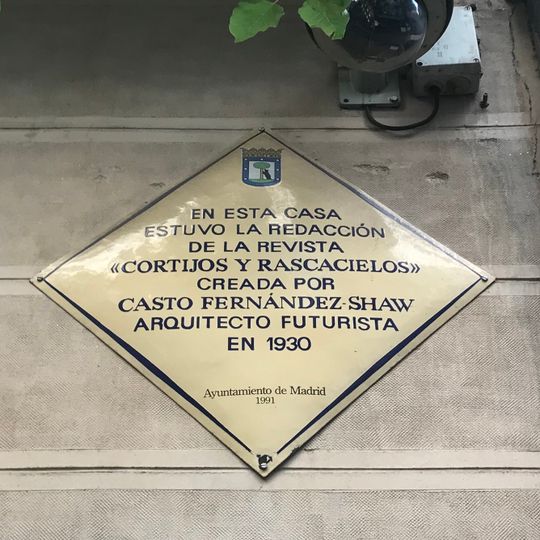 EN ESTA CASA
ESTUVO LA REDACCIÓN
DE LA REVISTA
«CORTIJOS Y RASCACIELOS»
CREADA POR
CASTO FERNÁNDEZ-SHAW
ARQUITECTO FUTURISTA
EN 1930
Ayuntamiento de Madrid
1991